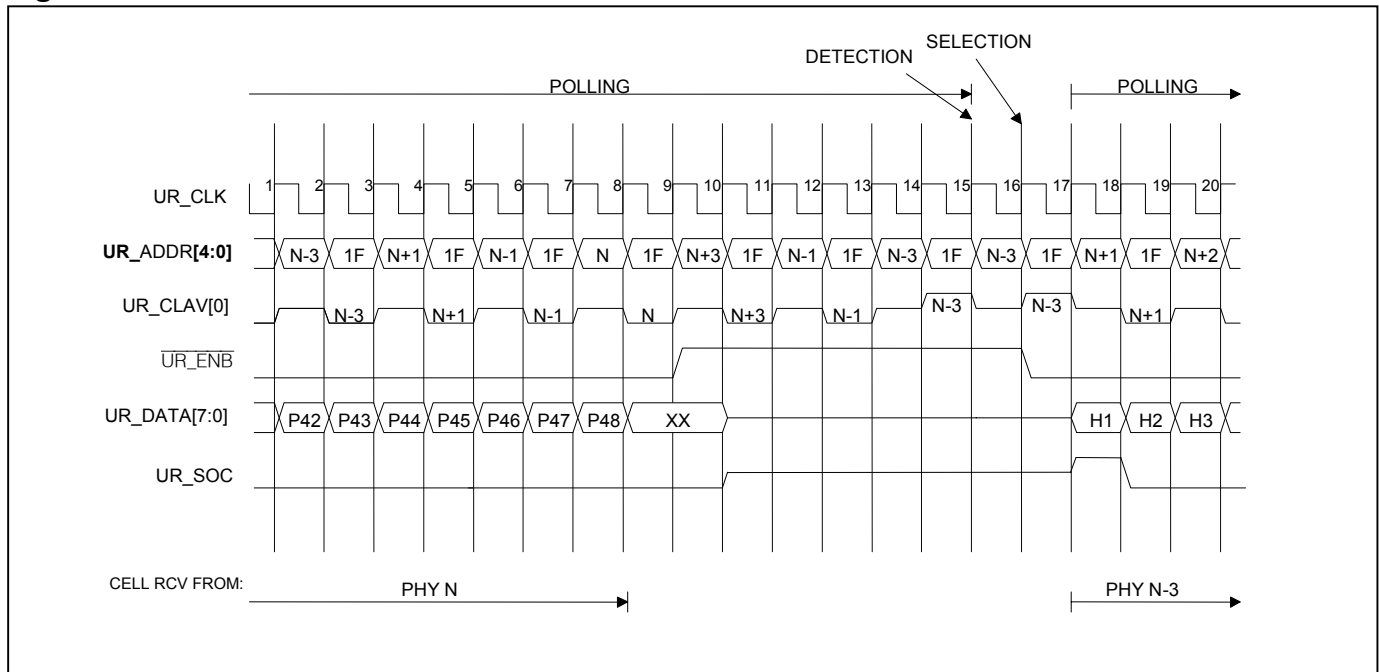 SELECTION
DETECTION
POLLING POLLING
UR_CLK 1 2 3 4 5 6 7 8 9 10 11 12 13 14 15 16 17 18 19 20
UR_ADDR[4:0] N-3 1F N+1 1F N-1 1F N 1F N+3 1F N-1 1F N-3 1F N-3 1F N+1 1F N+2
UR_CLAV[0] N-3 N+1 N-1 N N+3 N-1 N-3 N-3 N+1
UR_ENB
UR_DATA[7:0] P42 P43 P44 P45 P46 P47 P48 XX H1 H2 H3
UR_SOC
CELL RCV FROM: PHY N PHY N-3